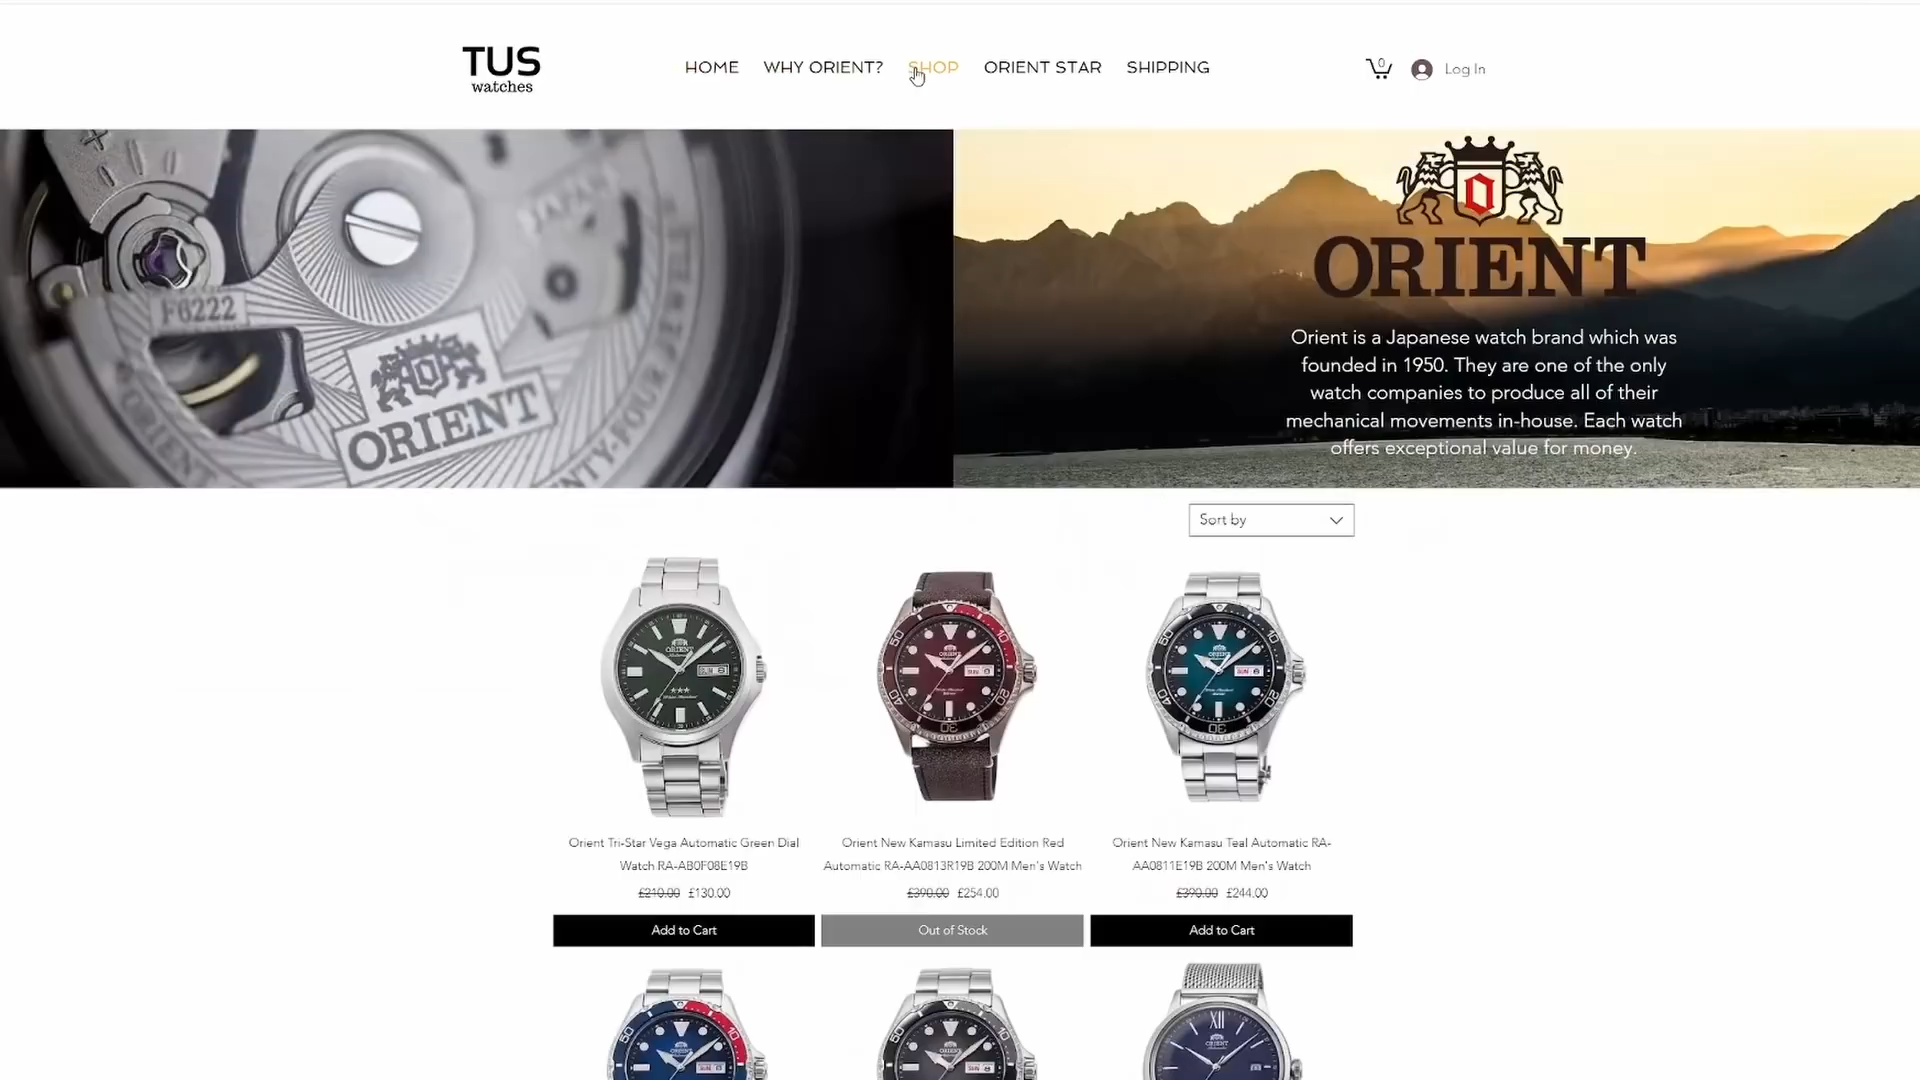 TUS
watches
HOME
WHY ORIENT?
SHOP
ORIENT STAR
SHIPPING
0
Log In
F6222
ORIENT
ORIENT
ORIENT
Orient is a Japanese watch brand which was
founded in 1950. They are one of the only
watch companies to produce all of their
mechanical movements in-house. Each watch
offers exceptional value for money.
Sort by
Orient Tri-Star Vega Automatic Green Dial
Watch RA-AB0F08E19B
£210.00 £130.00
Add to Cart
Orient New Kamasu Limited Edition Red
Automatic RA-AA0813R19B 200M Men's Watch
£390.00 £254.00
Out of Stock
Orient New Kamasu Teal Automatic RA-
AA0811E19B 200M Men's Watch
£390.00 £244.00
Add to Cart